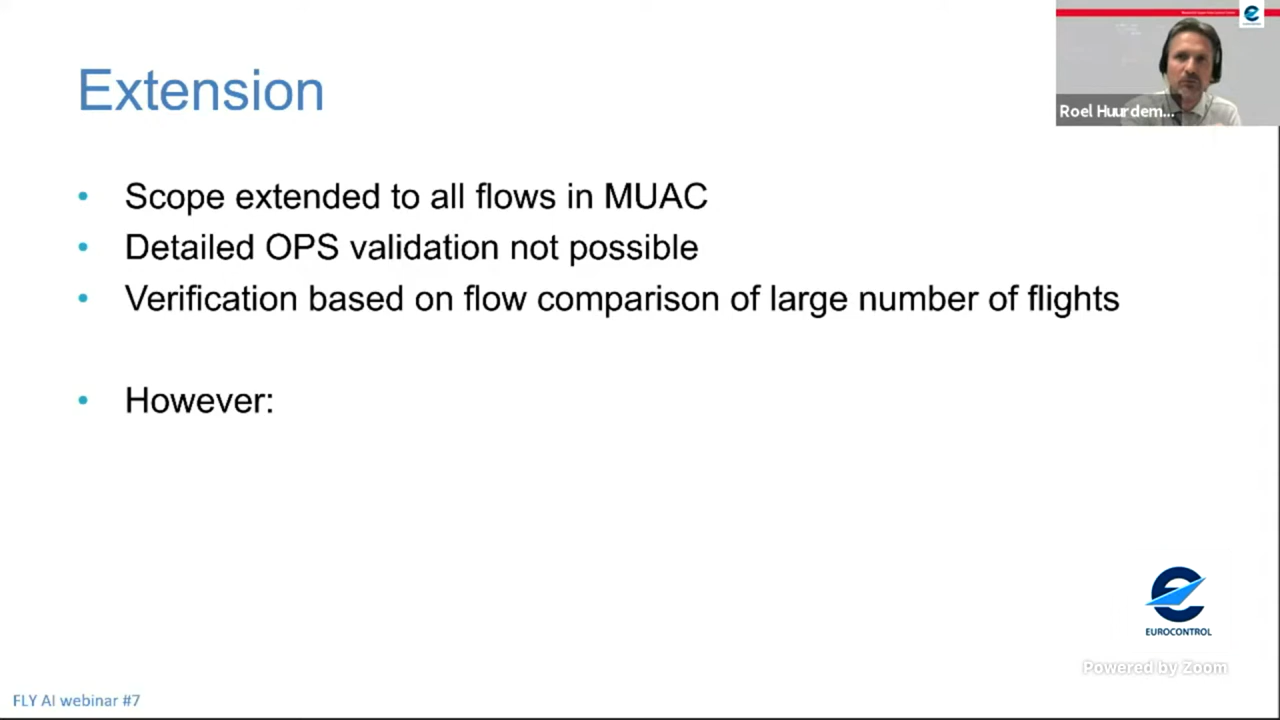 Extension
Roel Huurdem...
• Scope extended to all flows in MUAC
• Detailed OPS validation not possible
• Verification based on flow comparison of large number of flights
• However:
EUROCONTROL
Powered by Zoom
FLY AI webinar #7